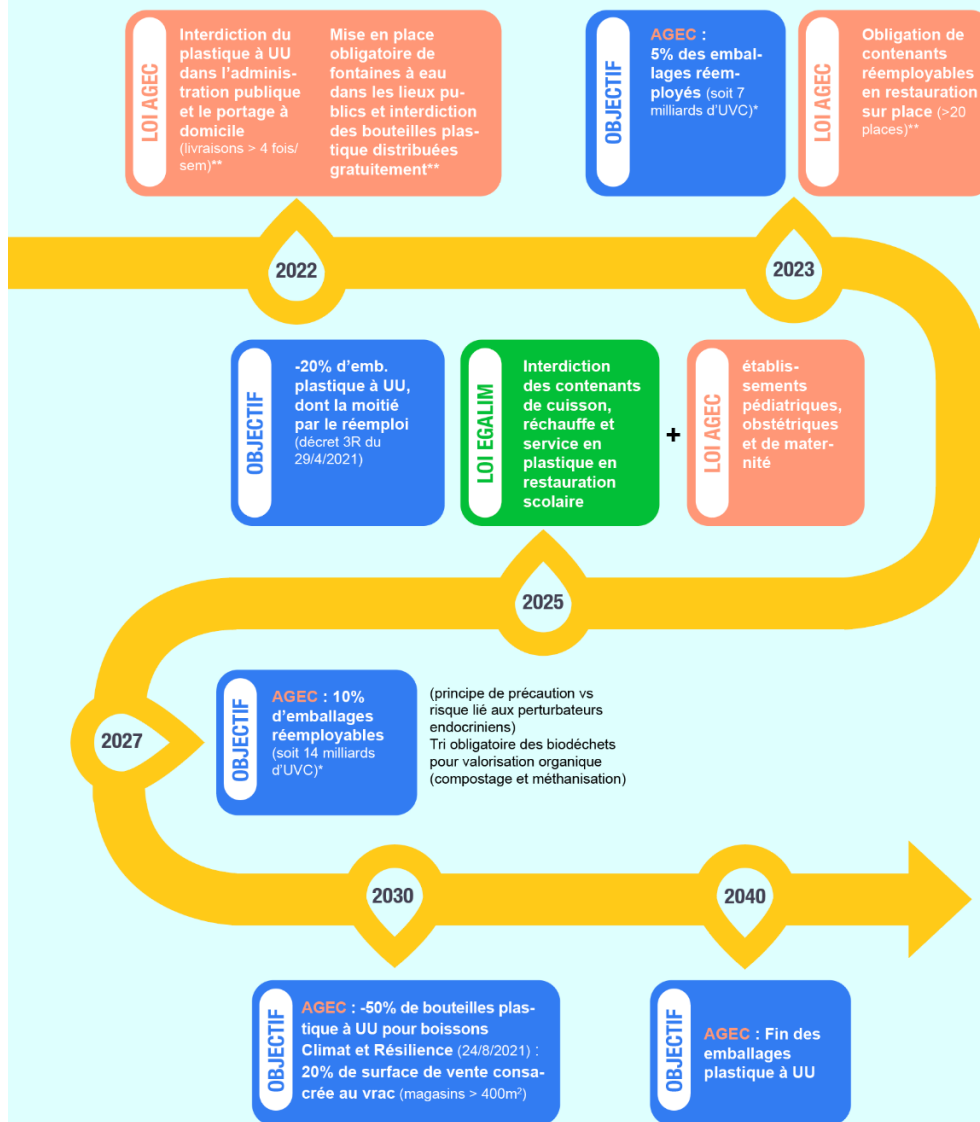 LOI AGEC
Interdiction du
plastique à UU
dans l'adminis-
tration publique
et le portage à
domicile
(livraisons > 4 fois/
sem)**
Mise en place
obligatoire de
fontaines à eau
dans les lieux pu-
blics et interdiction
des bouteilles plas-
tique distribuées
gratuitement**
OBJECTIF
AGEC :
5% des embal-
lages réem-
ployés (soit 7
milliards d'UVC)*
LOI AGEC
Obligation de
contenants
réemployables
en restauration
sur place (>20
places)**
2022
2023
OBJECTIF
-20% d'emb.
plastique à UU,
dont la moitié
par le réemploi
(décret 3R du
29/4/2021)
LOI EGALIM
Interdiction
des contenants
de cuisson,
réchauffe et
service en
plastique en
restauration
scolaire
+
LOI AGEC
établis-
sements
pédiatriques,
obstétriques
et de mater-
nité
2025
2027
OBJECTIF
AGEC : 10%
d'emballages
réemployables
(soit 14 milliards
d'UVC)*
(principe de précaution vs
risque lié aux perturbateurs
endocriniens)
Tri obligatoire des biodéchets
pour valorisation organique
(compostage et méthanisation)
2030
2040
OBJECTIF
AGEC : -50% de bouteilles plas-
tique à UU pour boissons
Climat et Résilience (24/8/2021) :
20% de surface de vente consa-
crée au vrac (magasins > 400m²)
OBJECTIF
AGEC : Fin des
emballages
plastique à UU